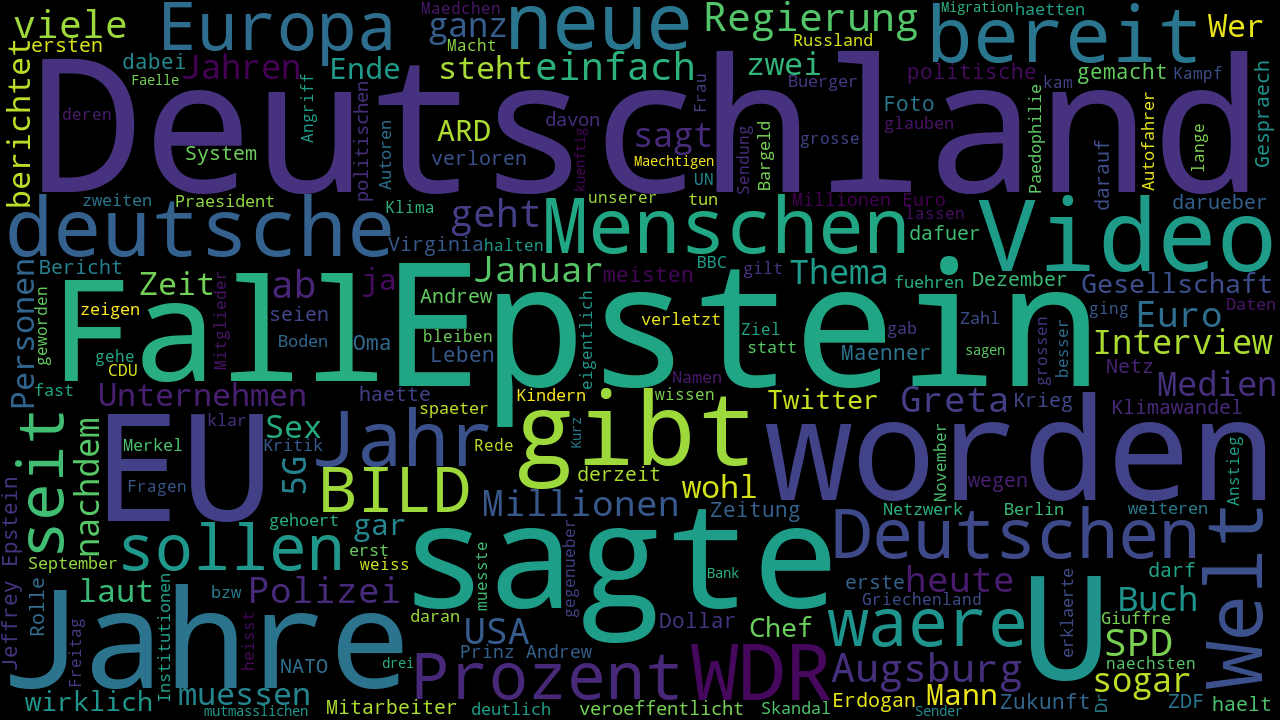 viele
Europa
Maedchen
ganz
Macht
neue
Regierung
bereit
Migration
haetten
Wer
ersten
dabei
Faelle
Jahren
Ende
steht
einfach
Russland
zwei
politische
gemacht
Kampf
kam
berichtet
Deutschland
deren
System
Angriff
politischen
Autoren
ARD
verloren
davon
kuenftig
sagt
Frau
Maechtigen
UN
Sendung
Bargeld
Buerger
grosse
Foto
glauben
Paedophilie
darauf
Autofahrer
lange
Gespraech
zweiten
Praesident
Klima
unserer
tun
Millionen Euro
lassen
darueber
deutsche
Virginia
geht
halten
Menschen
dafuer
Video
Personen
Bericht
Zeit
ab
ja
Januar
meisten
BBC
gilt
Thema
fuehren
Dezember
Gesellschaft
geworden
zeigen
Mitglieder
seien
Andrew
eigentlich
verletzt
Ziel
gab
Zahl
ging
Euro
Daten
Fall
Epstein
gehe
CDU
Boden
Oma
bleiben
Leben
statt
Maenner
sagen
grossen
besser
Interview
fast
Unternehmen
haette
spaeter
Kindern
Namen
wissen
Twitter
Greta
Krieg
Netz
Medien
Klimawandel
seit
nachdem
EU
klar
Sex
Kritik
Jahr
Rede
gibt
Kurz
worden
Merkel
Fragen
5G
BILD
derzeit
wohl
November
wegen
Anstieg
Welt
Jeffrey Epstein
Millionen
Zeitung
Netzwerk
Berlin
weiteren
gehoert
gar
sollen
erst
weiss
sagte
Deutschen
September
laut
Institutionen
bzw
Polizei
muesste
gegenueber
Bank
heute
erste
Griechenland
erklaerte
U
darf
Buch
Rolle
Freitag
Jahre
heisst
daran
USA
Dollar
Chef
waere
Giuffre
SPD
naechsten
NATO
drei
Prinz Andrew
Prozent
WDR
Augsburg
sogar
wirklich
muessen
mutmasslichen
Mitarbeiter
deutlich
veroeffentlicht
Skandal
Erdogan
Sender
Mann
Zukunft
Dr
ZDF
haelt